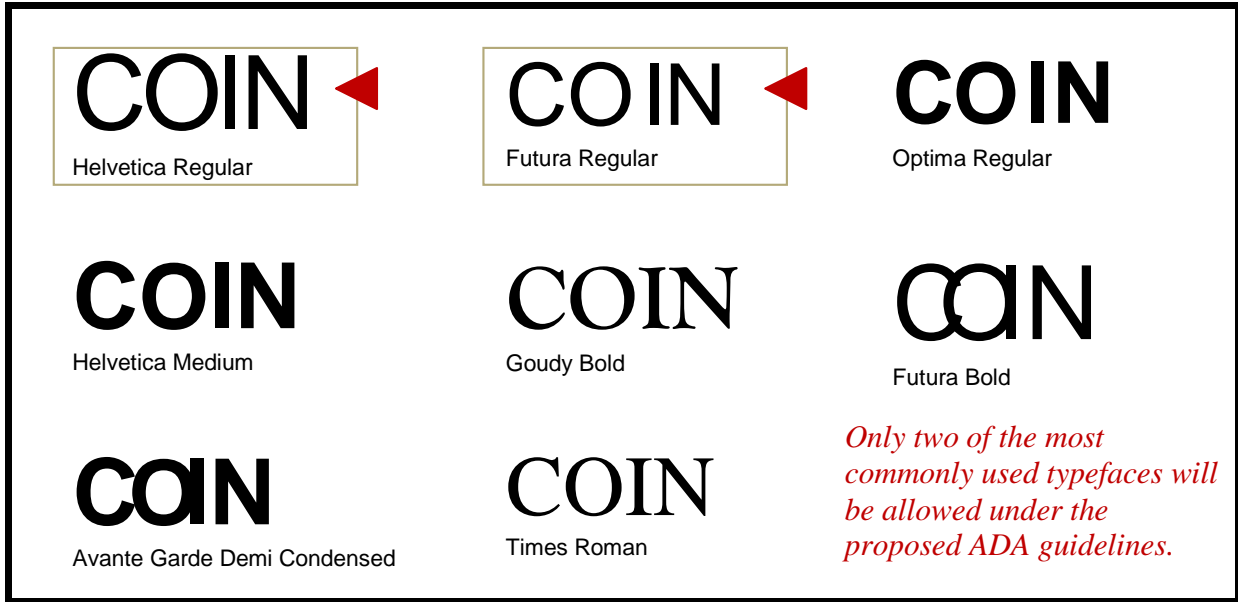 COIN
Helvetica Regular
COIN
Futura Regular
COIN
Optima Regular
COIN
Helvetica Medium
COIN
Goudy Bold
COIN
Futura Bold
COIN
Avante Garde Demi Condensed
COIN
Times Roman
Only two of the most
commonly used typefaces will
be allowed under the
proposed ADA guidelines.